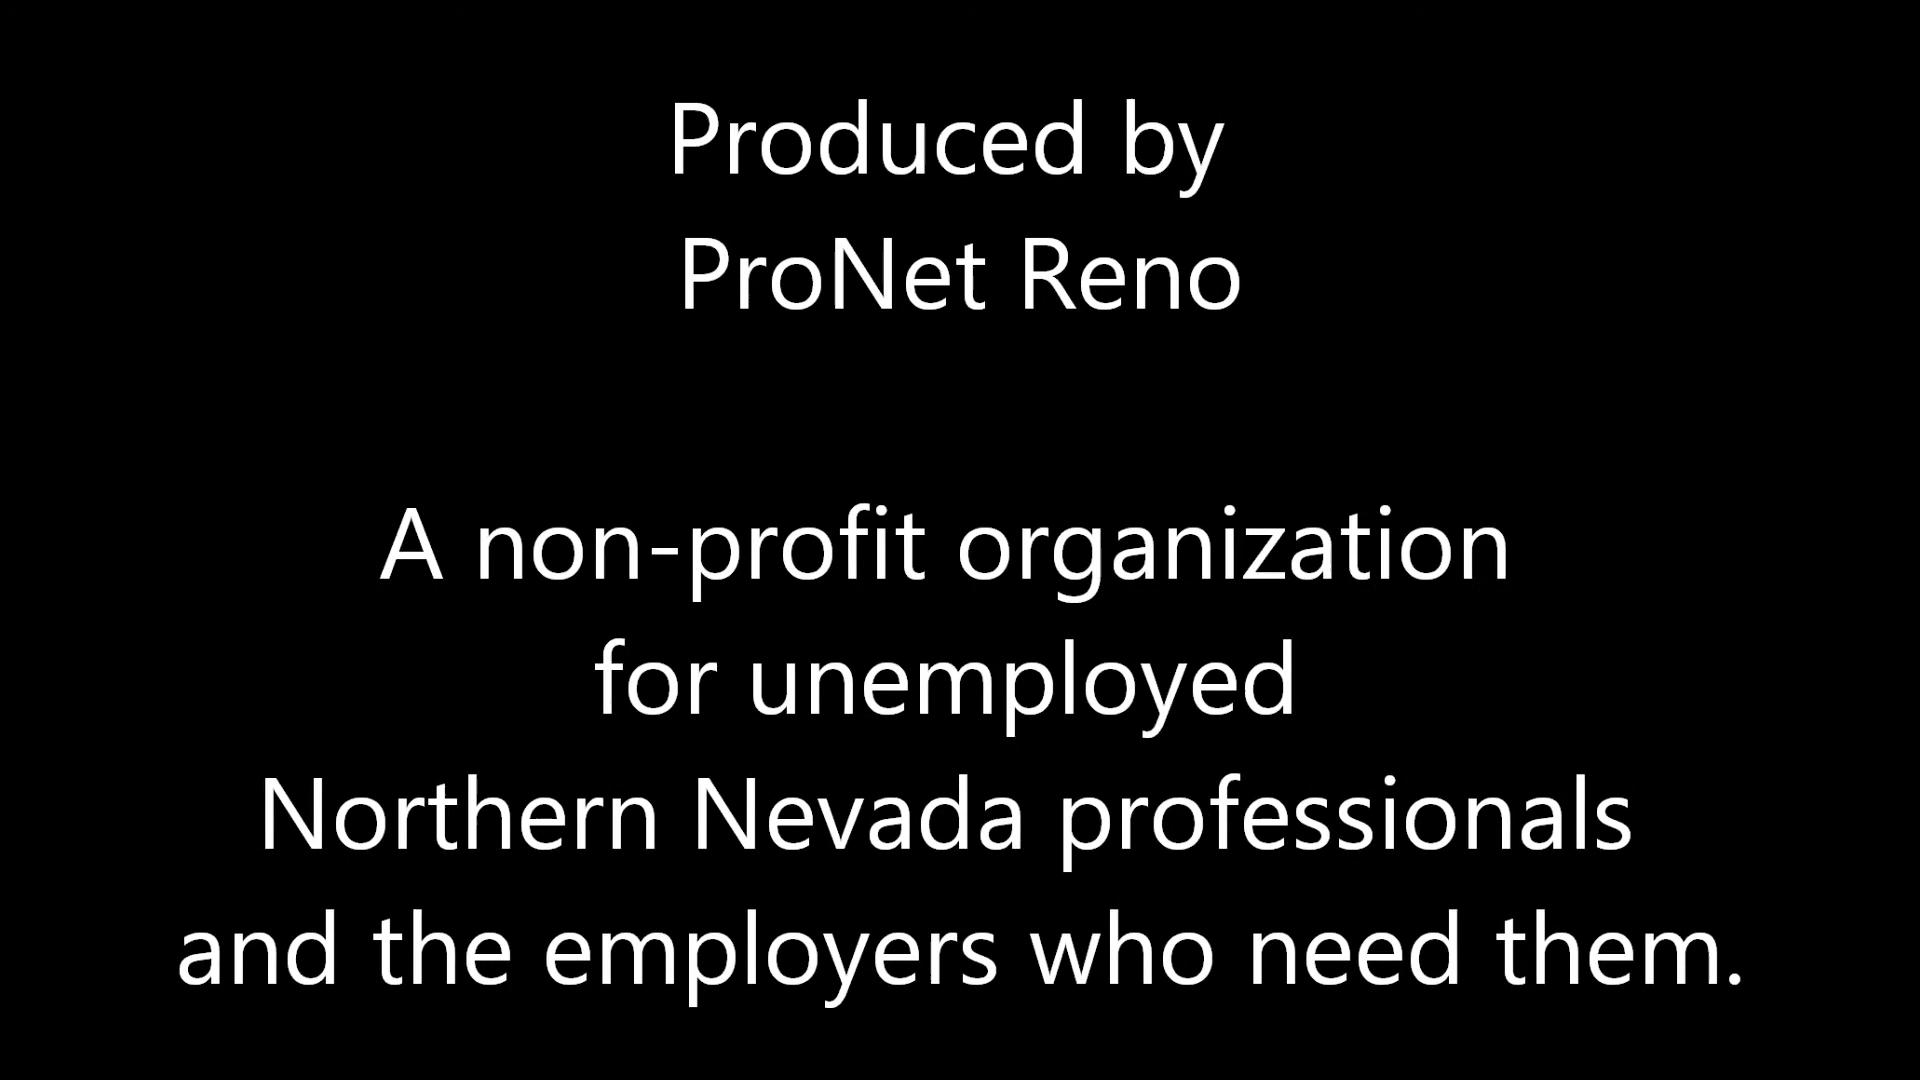 Produced by
ProNet Reno
A non-profit organization
for unemployed
Northern Nevada professionals
and the employers who need them.